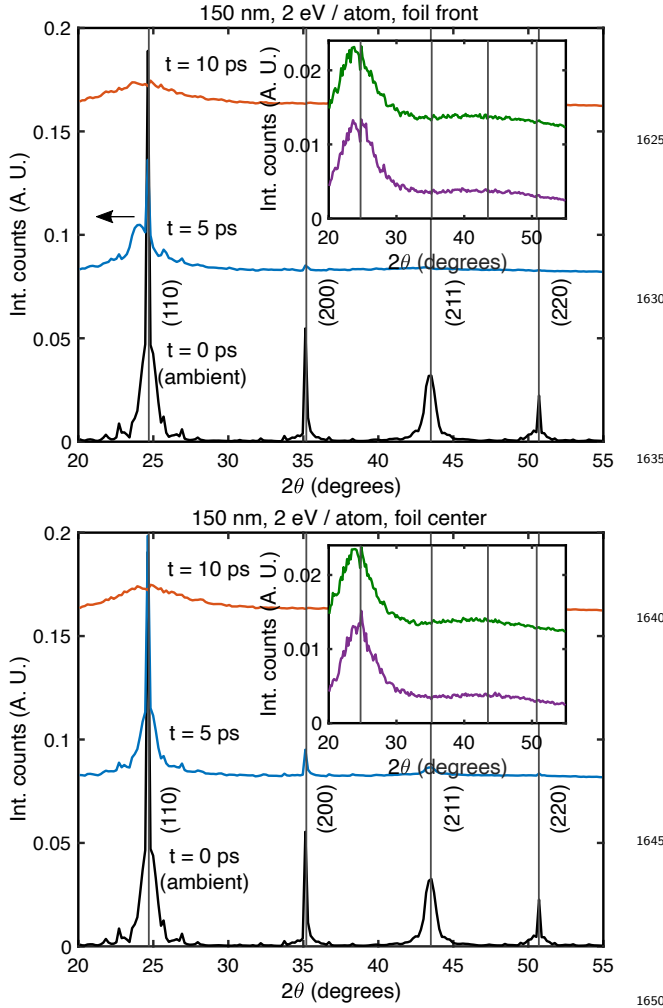 150 nm, 2 eV / atom, foil front
0.2
0.15
0.1
0.05
0
Int. counts (A. U.)
t = 10 ps
t = 5 ps
t = 0 ps
(ambient)
(110)
(200)
(211)
(220)
0.02
0.01
0
Int. counts (A. U.)
20 30 40 50
2θ (degrees)
20 25 30 35 40 45 50 55
2θ (degrees)
1625
1630
1635
150 nm, 2 eV / atom, foil center
0.2
0.15
0.1
0.05
0
Int. counts (A. U.)
t = 10 ps
t = 5 ps
t = 0 ps
(ambient)
(110)
(200)
(211)
(220)
0.02
0.01
0
Int. counts (A. U.)
20 30 40 50
2θ (degrees)
20 25 30 35 40 45 50 55
2θ (degrees)
1640
1645
1650